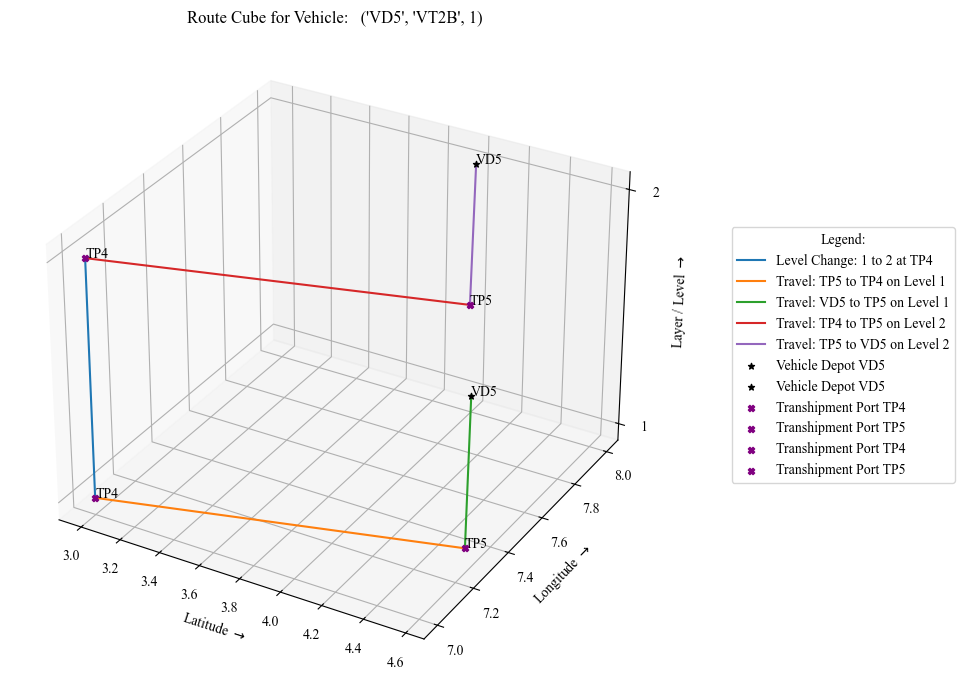 Route Cube for Vehicle: ('VD5', 'VT2B', 1)
VD5
2
TP4
TP5
Layer / Level →
VD5
1
TP4
TP5
8.0
7.8
7.6
7.4
7.2
7.0
Longitude →
3.0
3.2
3.4
3.6
3.8
4.0
4.2
4.4
4.6
Latitude →
Legend:
Level Change: 1 to 2 at TP4
Travel: TP5 to TP4 on Level 1
Travel: VD5 to TP5 on Level 1
Travel: TP4 to TP5 on Level 2
Travel: TP5 to VD5 on Level 2
Vehicle Depot VD5
Vehicle Depot VD5
Transhipment Port TP4
Transhipment Port TP5
Transhipment Port TP4
Transhipment Port TP5